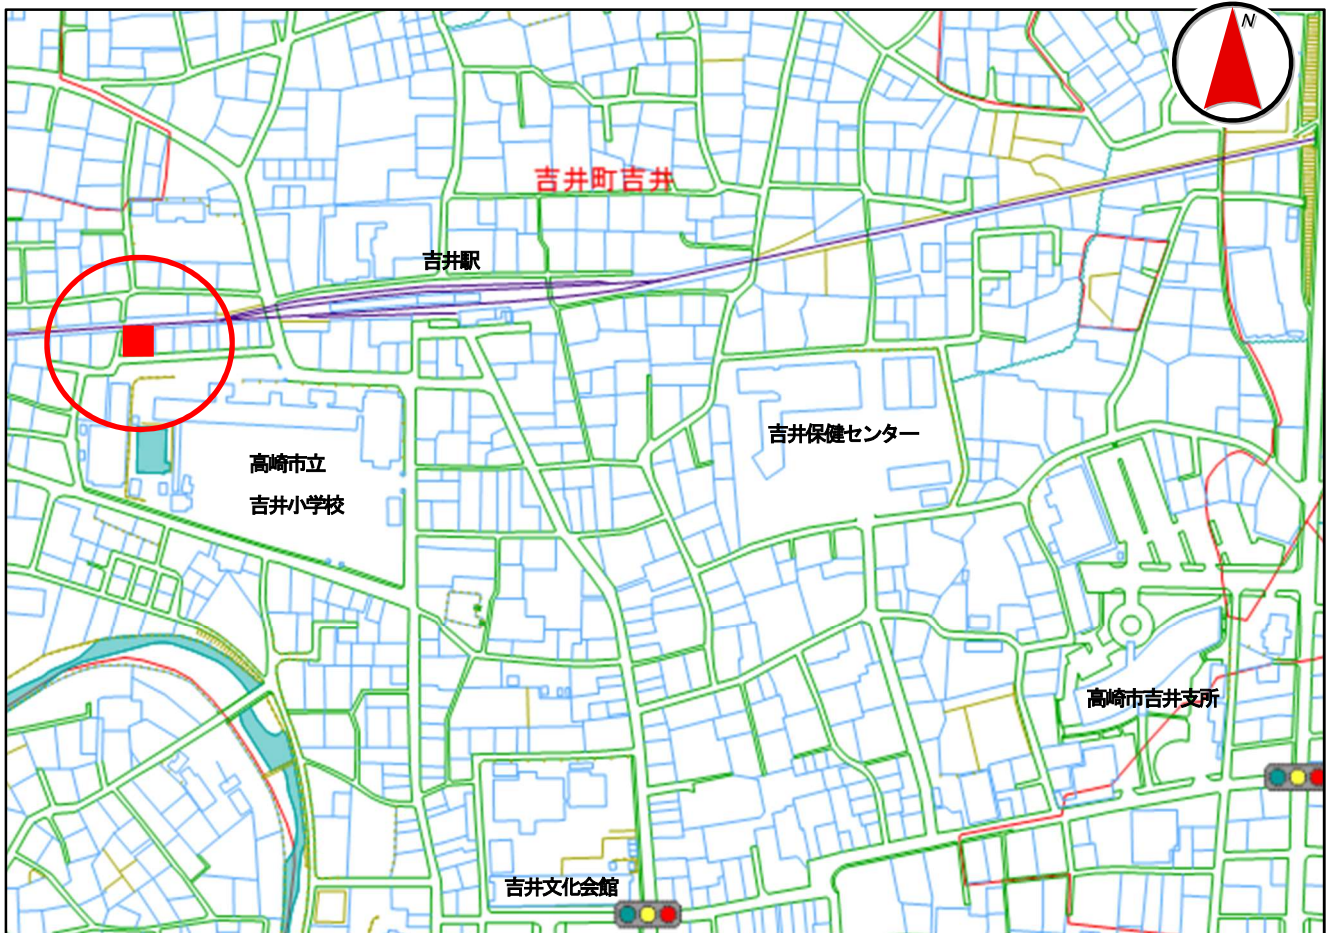 N
吉井町吉井
吉井駅
吉井保健センター
高崎市立
吉井小学校
高崎市吉井支所
吉井文化会館